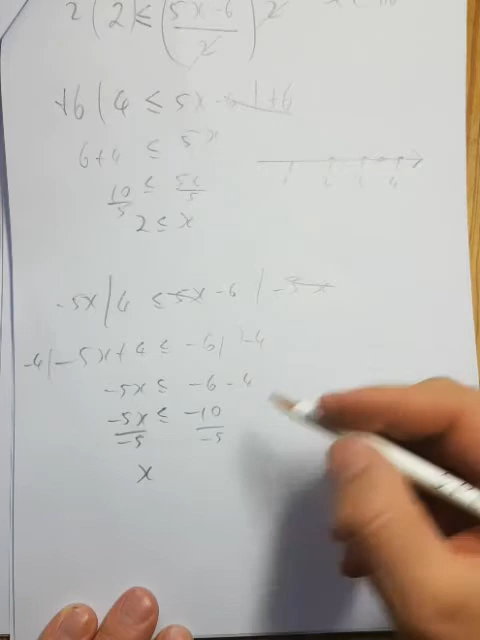 2(2) ≤ (5x-6/2) 2
+6 | 4 ≤ 5x - 6 | +6
6+4 ≤ 5x
10/5 ≤ 5x/5
2 ≤ x
-5x | 4 ≤ 5x - 6 | -5x
-4 | -5x+4 ≤ -6 | -4
-5x ≤ -6 - 4
-5x/-5 ≤ -10/-5
x